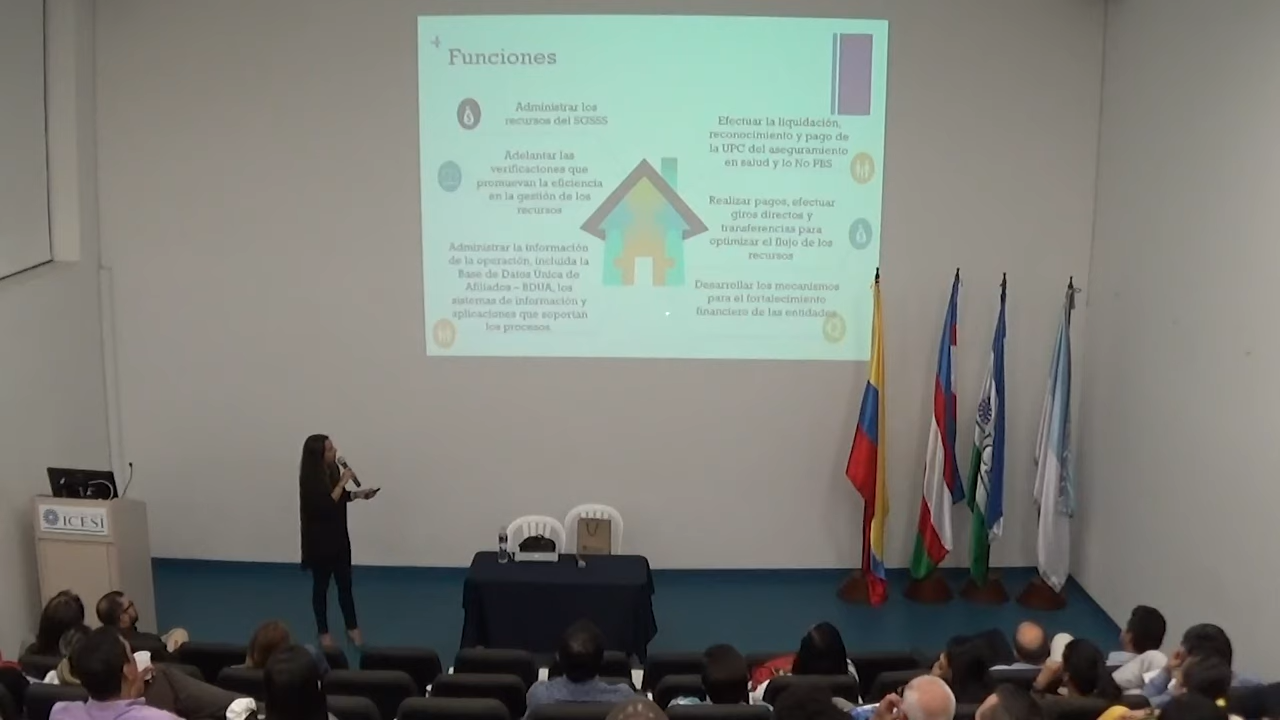 Funciones
Administrar los
recursos del SGSSS
Adelantar las
verificaciones que
promuevan la eficiencia
en la gestión de los
recursos
Administrar la información
de la operación, incluida la
Base de Datos Única de
Afiliados – BDUA, los
sistemas de información y
aplicaciones que soportan
los procesos
Efectuar la liquidación,
reconocimiento y pago de
la UPC del aseguramiento
en salud y lo No PBS
Realizar pagos, efectuar
giros directos y
transferencias para
optimizar el flujo de los
recursos
Desarrollar los mecanismos
para el fortalecimiento
financiero de las entidades
ICESI